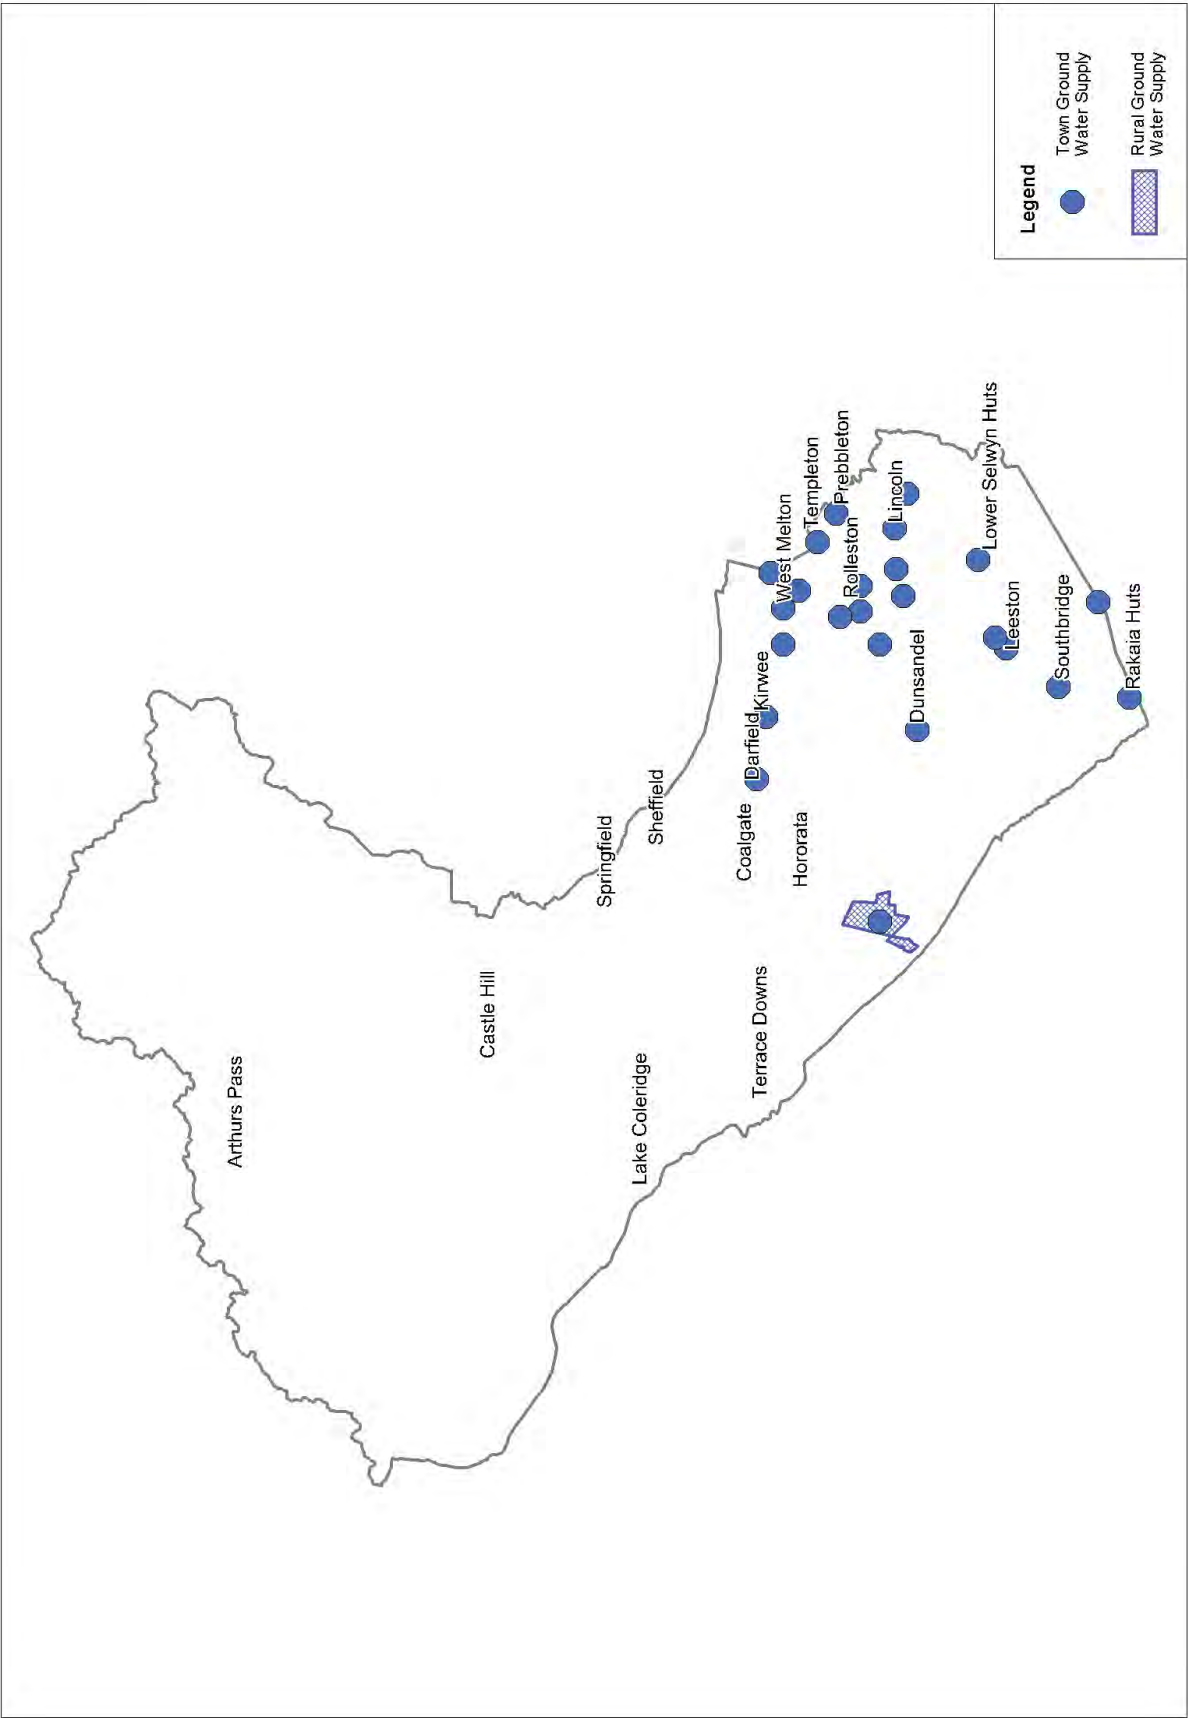 Arthurs Pass
Castle Hill
Lake Coleridge
Springfield
Sheffield
Terrace Downs
Coalgate
Hororata
Darfield
Kirwee
West Melton
Templeton
Prebbleton
Rolleston
Lincoln
Dunsandel
Lower Selwyn Huts
Leeston
Southbridge
Rakaia Huts
Legend
Town Ground
Water Supply
Rural Ground
Water Supply